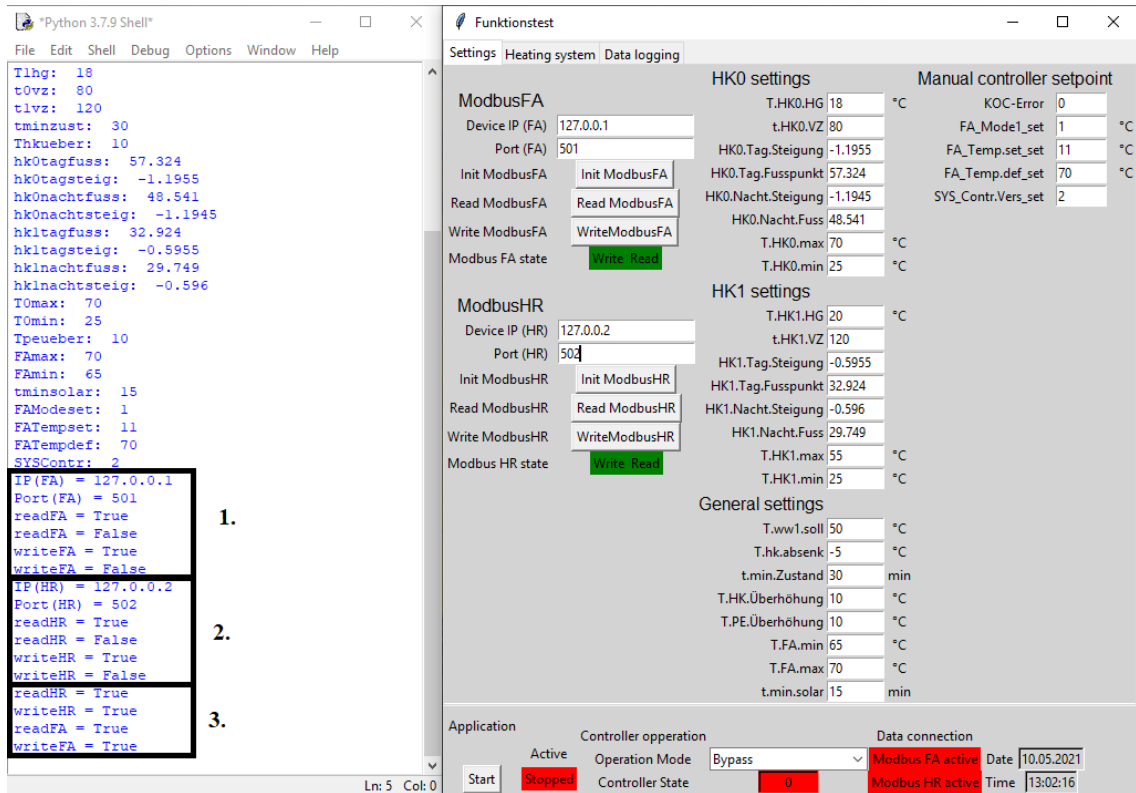 *Python 3.7.9 Shell*
File Edit Shell Debug Options Window Help
T1hg: 18
t0vz: 80
t1vz: 120
tminzust: 30
Thkueber: 10
hk0tagfuss: 57.324
hk0tagsteig: -1.1955
hk0nachtfuss: 48.541
hk0nachtsteig: -1.1945
hk1tagfuss: 32.924
hk1tagsteig: -0.5955
hk1nachtfuss: 29.749
hk1nachtsteig: -0.596
T0max: 70
T0min: 25
Tpeueber: 10
FAmax: 70
FAmin: 65
tminsolar: 15
FAModeset: 1
FATempset: 11
FATempdef: 70
SYSContr: 2
IP(FA) = 127.0.0.1
Port(FA) = 501
readFA = True
readFA = False
writeFA = True
writeFA = False
1.
IP(HR) = 127.0.0.2
Port(HR) = 502
readHR = True
readHR = False
writeHR = True
writeHR = False
2.
readHR = True
writeHR = True
readFA = True
writeFA = True
3.
Ln: 5 Col: 0
Funktionstest
Settings Heating system Data logging
ModbusFA
Device IP (FA) 127.0.0.1
Port (FA) 501
Init ModbusFA Init ModbusFA
Read ModbusFA Read ModbusFA
Write ModbusFA WriteModbusFA
Modbus FA state Write Read
ModbusHR
Device IP (HR) 127.0.0.2
Port (HR) 502
Init ModbusHR Init ModbusHR
Read ModbusHR Read ModbusHR
Write ModbusHR WriteModbusHR
Modbus HR state Write Read
HK0 settings
T.HK0.HG 18 °C
t.HK0.VZ 80
HK0.Tag.Steigung -1.1955
HK0.Tag.Fusspunkt 57.324
HK0.Nacht.Steigung -1.1945
HK0.Nacht.Fuss 48.541
T.HK0.max 70 °C
T.HK0.min 25 °C
HK1 settings
T.HK1.HG 20 °C
t.HK1.VZ 120
HK1.Tag.Steigung -0.5955
HK1.Tag.Fusspunkt 32.924
HK1.Nacht.Steigung -0.596
HK1.Nacht.Fuss 29.749
T.HK1.max 55 °C
T.HK1.min 25 °C
General settings
T.ww1.soll 50 °C
T.hk.absenk -5 °C
t.min.Zustand 30 min
T.HK.Überhöhung 10 °C
T.PE.Überhöhung 10 °C
T.FA.min 65 °C
T.FA.max 70 °C
t.min.solar 15 min
Manual controller setpoint
KOC-Error 0
FA_Mode1_set 1 °C
FA_Temp.set_set 11 °C
FA_Temp.def_set 70 °C
SYS_Contr.Vers_set 2
Application
Start
Active
Stopped
Controller opperation
Operation Mode Bypass
Controller State 0
Data connection
Modbus FA active Date 10.05.2021
Modbus HR active Time 13:02:16